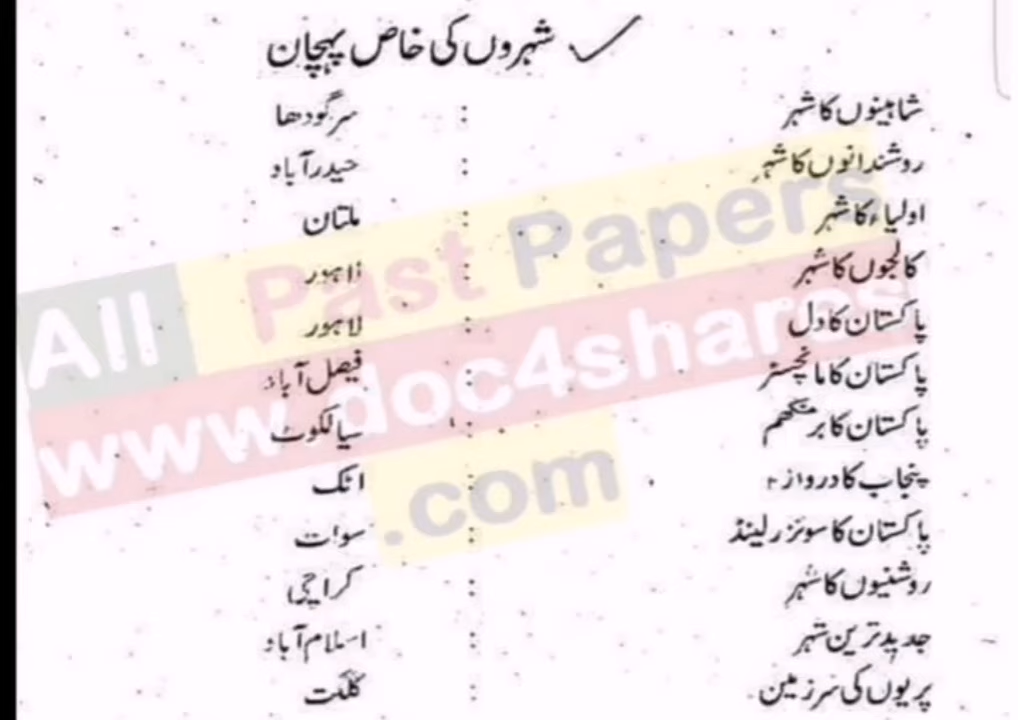 شہروں کی خاص پہچان
شاہینوں کا شہر : سرگودھا
روشندانوں کا شہر : حیدرآباد
اولیاء کا شہر : ملتان
کالجوں کا شہر : لاہور
پاکستان کا دل : لاہور
پاکستان کا مانچسٹر : فیصل آباد
پاکستان کا برمنگھم : سیالکوٹ
پنجاب کا دروازہ : اٹک
پاکستان کا سوئزرلینڈ : سوات
روشنیوں کا شہر : کراچی
جدید ترین شہر : اسلام آباد
پریوں کی سرزمین : گلگت
All Past Papers
www.doc4shares
.com